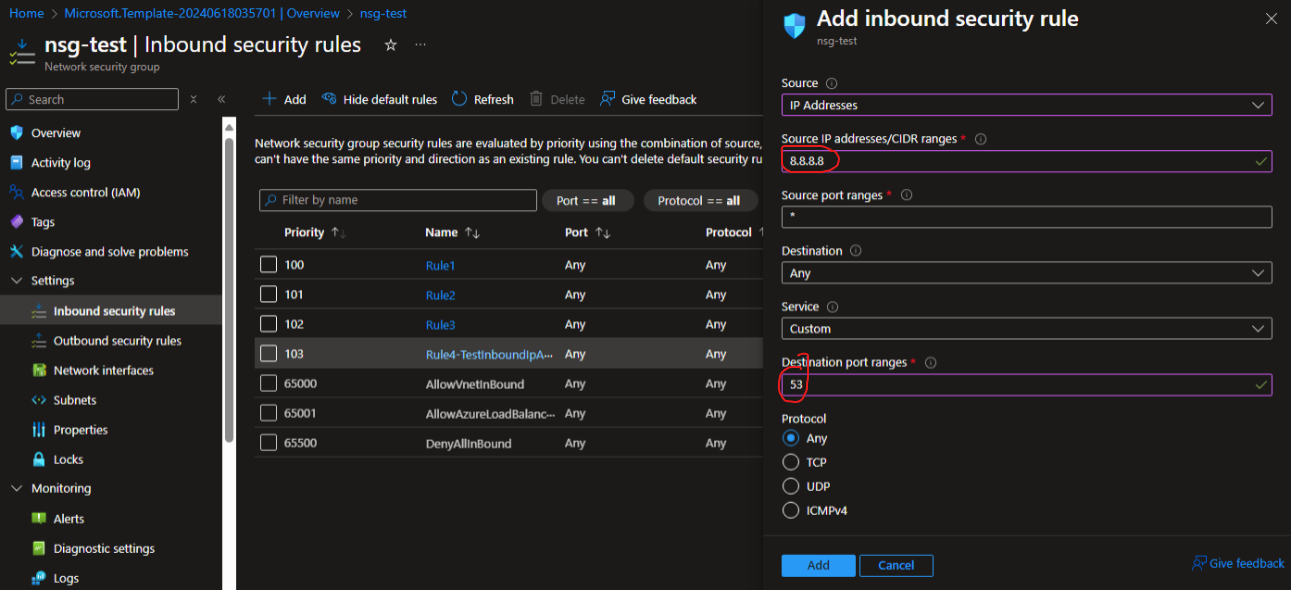 Home > Microsoft.Template-20240618035701 | Overview > nsg-test
nsg-test | Inbound security rules ☆ ...
Network security group
Search
Add Hide default rules Refresh Delete Give feedback
Overview
Activity log
Access control (IAM)
Tags
Diagnose and solve problems
Settings
Inbound security rules
Outbound security rules
Network interfaces
Subnets
Properties
Locks
Monitoring
Alerts
Diagnostic settings
Logs
Network security group security rules are evaluated by priority using the combination of source,
can't have the same priority and direction as an existing rule. You can't delete default security ru
Filter by name Port == all Protocol == all
Priority ↑↓ Name ↑↓ Port ↑↓ Protocol ↑
100 Rule1 Any Any
101 Rule2 Any Any
102 Rule3 Any Any
103 Rule4-TestInboundIpA... Any Any
65000 AllowVnetInBound Any Any
65001 AllowAzureLoadBalanc... Any Any
65500 DenyAllInBound Any Any
Add inbound security rule
nsg-test
Source
IP Addresses
Source IP addresses/CIDR ranges *
8.8.8.8
Source port ranges *
*
Destination
Any
Service
Custom
Destination port ranges *
53
Protocol
Any
TCP
UDP
ICMPv4
Add Cancel Give feedback